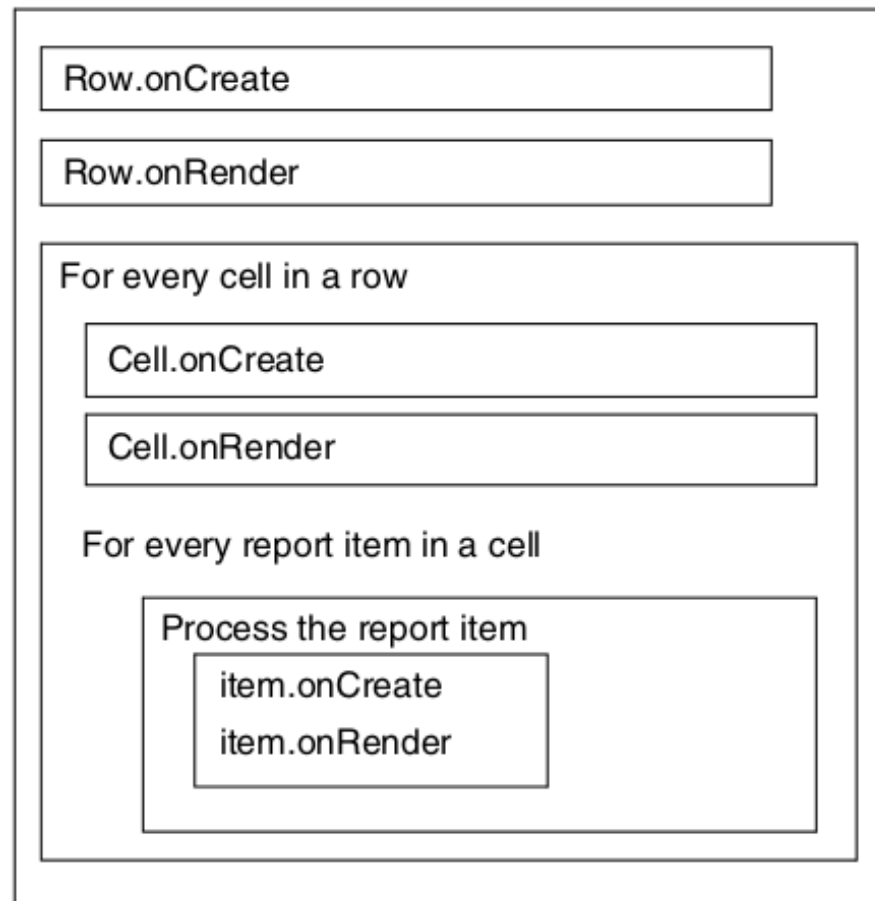 Row.onCreate
Row.onRender
For every cell in a row
Cell.onCreate
Cell.onRender
For every report item in a cell
Process the report item
item.onCreate
item.onRender